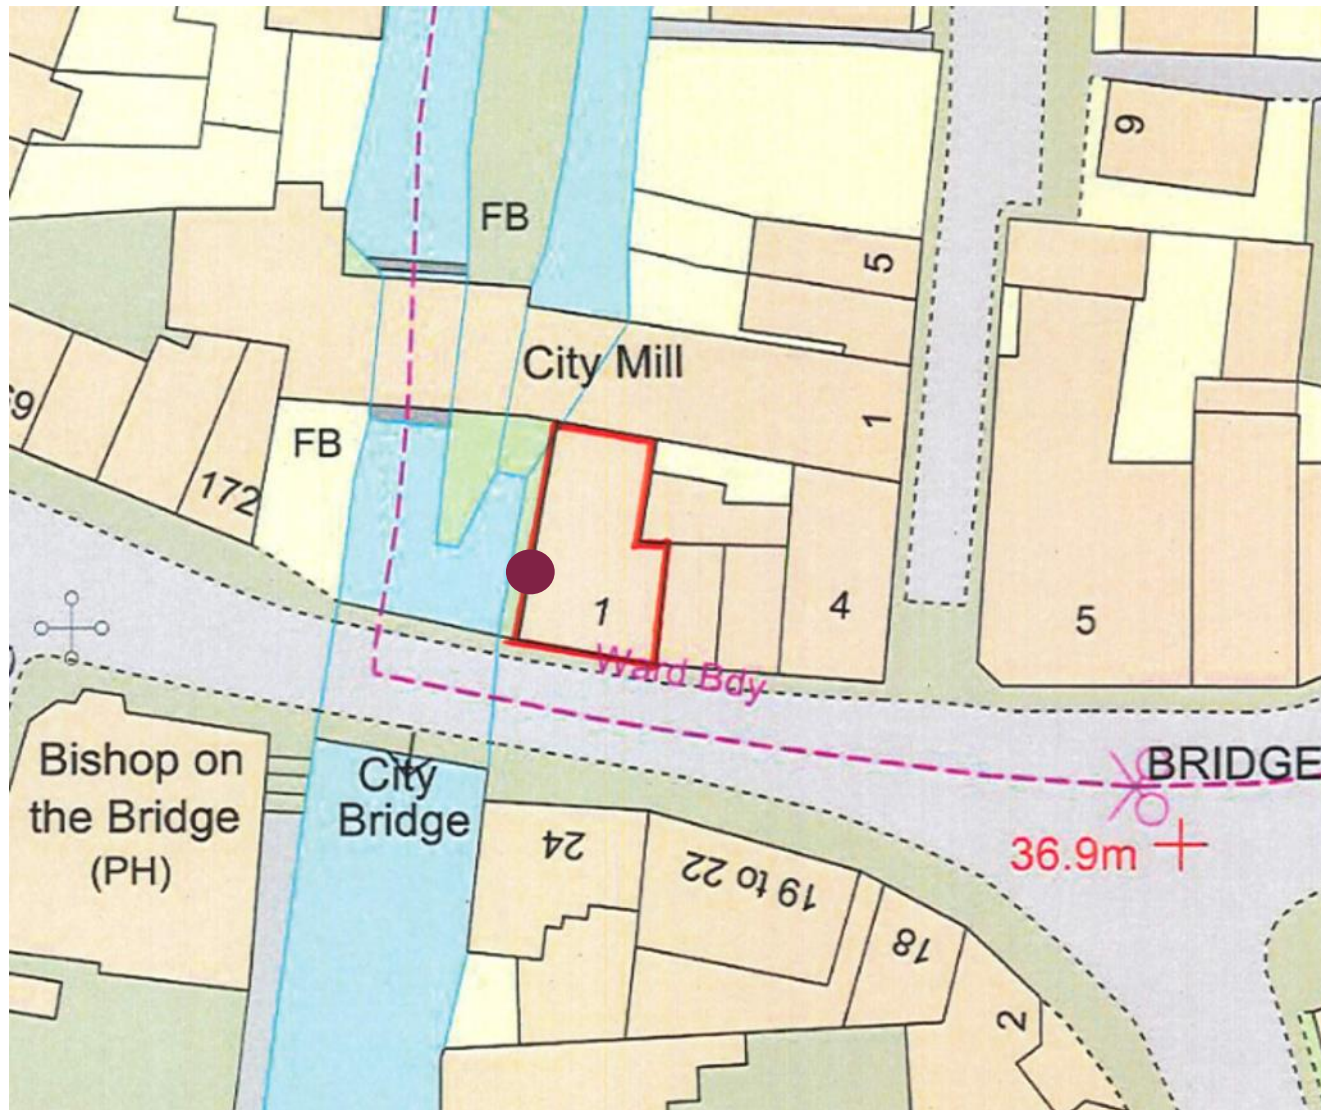 9
FB
5
City Mill
69
1
FB
172
1
4
5
Ward Bdy
Bishop on
the Bridge
(PH)
City
Bridge
BRIDGE
36.9m
24
19 to 22
18
2